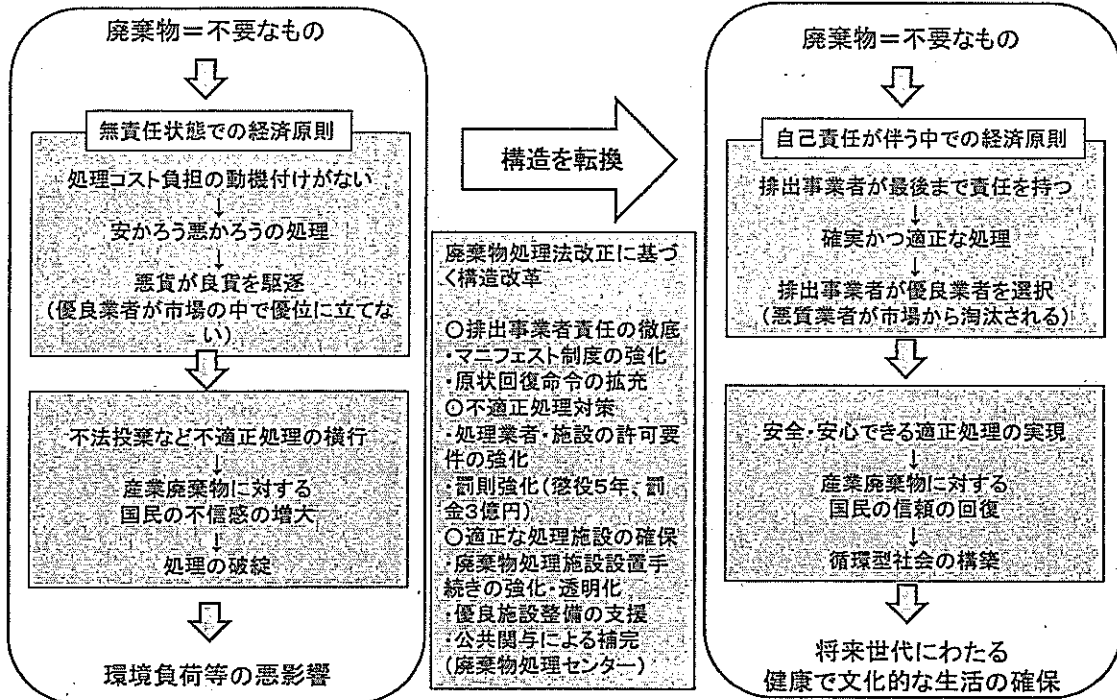 廃棄物＝不要なもの
無責任状態での経済原則
処理コスト負担の動機付けがない
↓
安かろう悪かろうの処理
↓
悪貨が良貨を駆逐
(優良業者が市場の中で優位に立てな
い)
不法投棄など不適正処理の横行
↓
産業廃棄物に対する
国民の不信感の増大
↓
処理の破綻
環境負荷等の悪影響
構造を転換
廃棄物処理法改正に基づ
く構造改革
○排出事業者責任の徹底
・マニフェスト制度の強化
・原状回復命令の拡充
○不適正処理対策
・処理業者・施設の許可要
件の強化
・罰則強化(懲役5年、罰
金3億円)
○適正な処理施設の確保
・廃棄物処理施設設置手
続きの強化・透明化
・優良施設整備の支援
・公共関与による補完
(廃棄物処理センター)
廃棄物＝不要なもの
自己責任が伴う中での経済原則
排出事業者が最後まで責任を持つ
↓
確実かつ適正な処理
↓
排出事業者が優良業者を選択
(悪質業者が市場から淘汰される)
安全・安心できる適正処理の実現
↓
産業廃棄物に対する
国民の信頼の回復
↓
循環型社会の構築
将来世代にわたる
健康で文化的な生活の確保